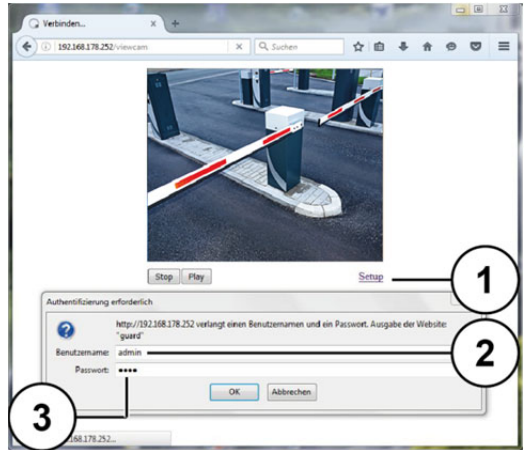 Verbinden...
192.168.178.252/viewcam
Suchen
Stop Play Setup
1
Authentifizierung erforderlich
http://192.168.178.252 verlangt einen Benutzernamen und ein Passwort. Ausgabe der Website:
"guard"
Benutzername: admin
2
Passwort: ••••
OK Abbrechen
3
168.178.252...